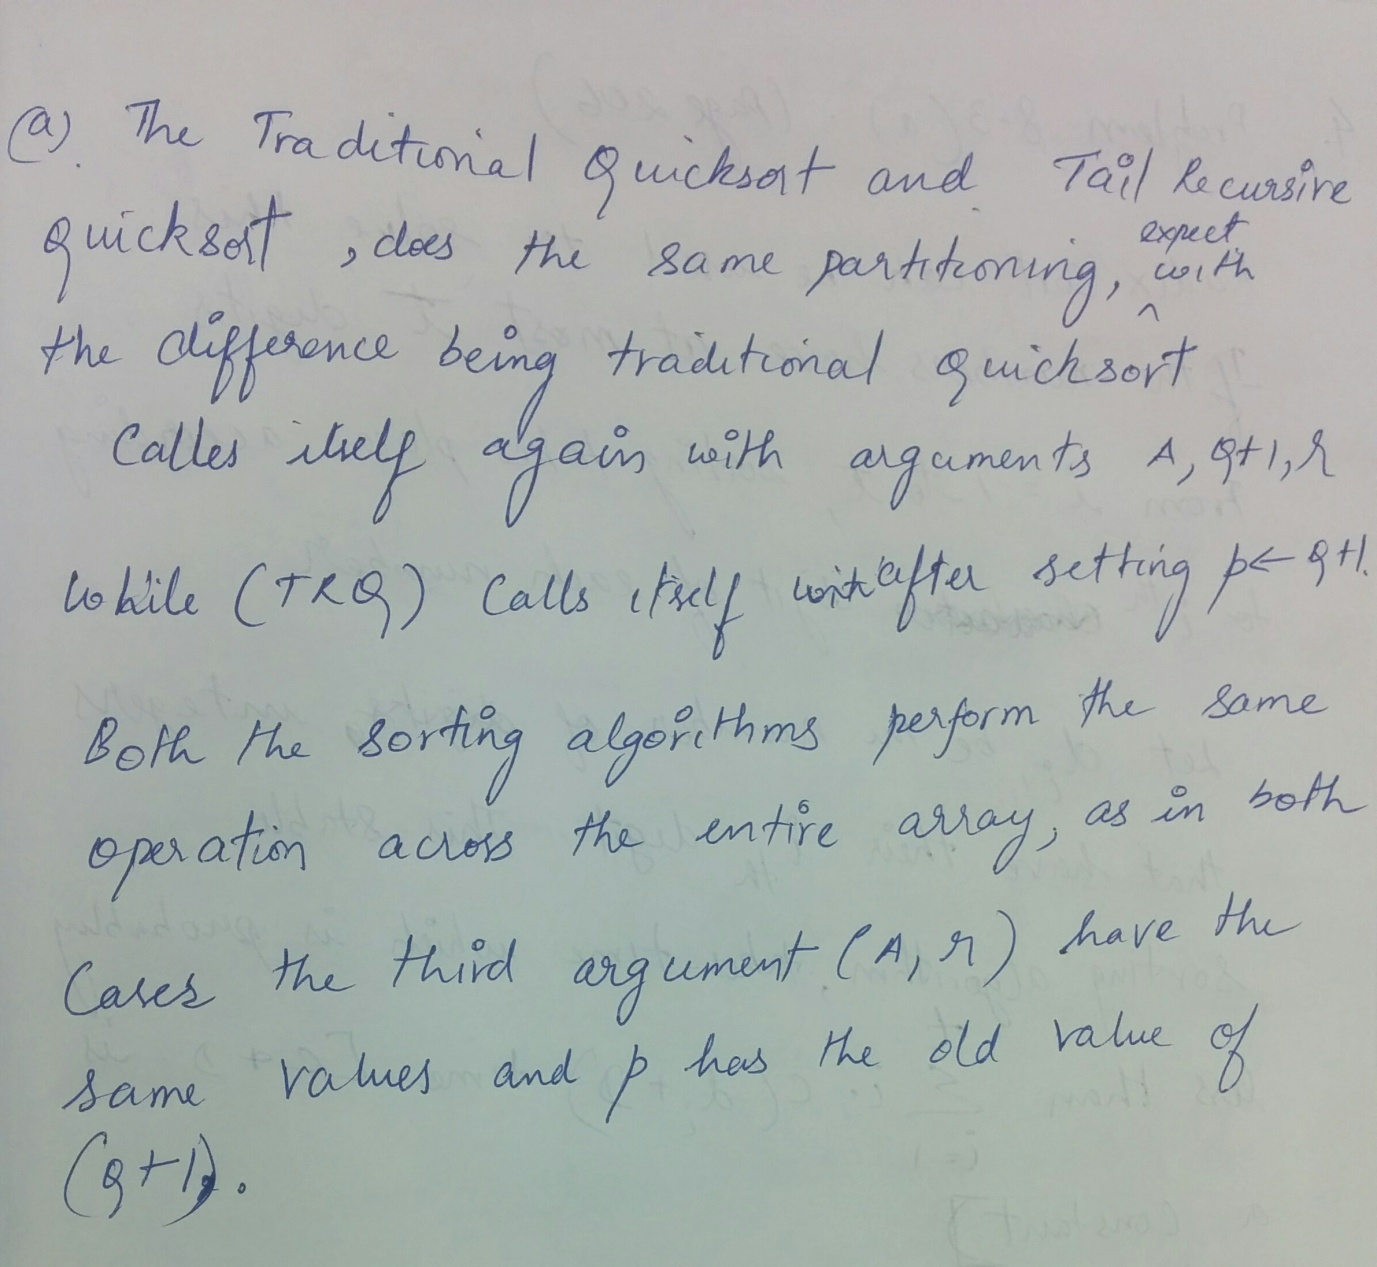 (a). The Traditional Quicksort and Tail Recursive
quicksort , does the same partitioning, expect with
the difference being traditional quicksort
Calles itself again with arguments A, Q+1, r
While (TRQ) Calls itself after setting p← q+1.
Both the sorting algorithms perform the same
operation across the entire array, as in both
Cases the third argument (A, r) have the
same values and p has the old value of
(q+1).